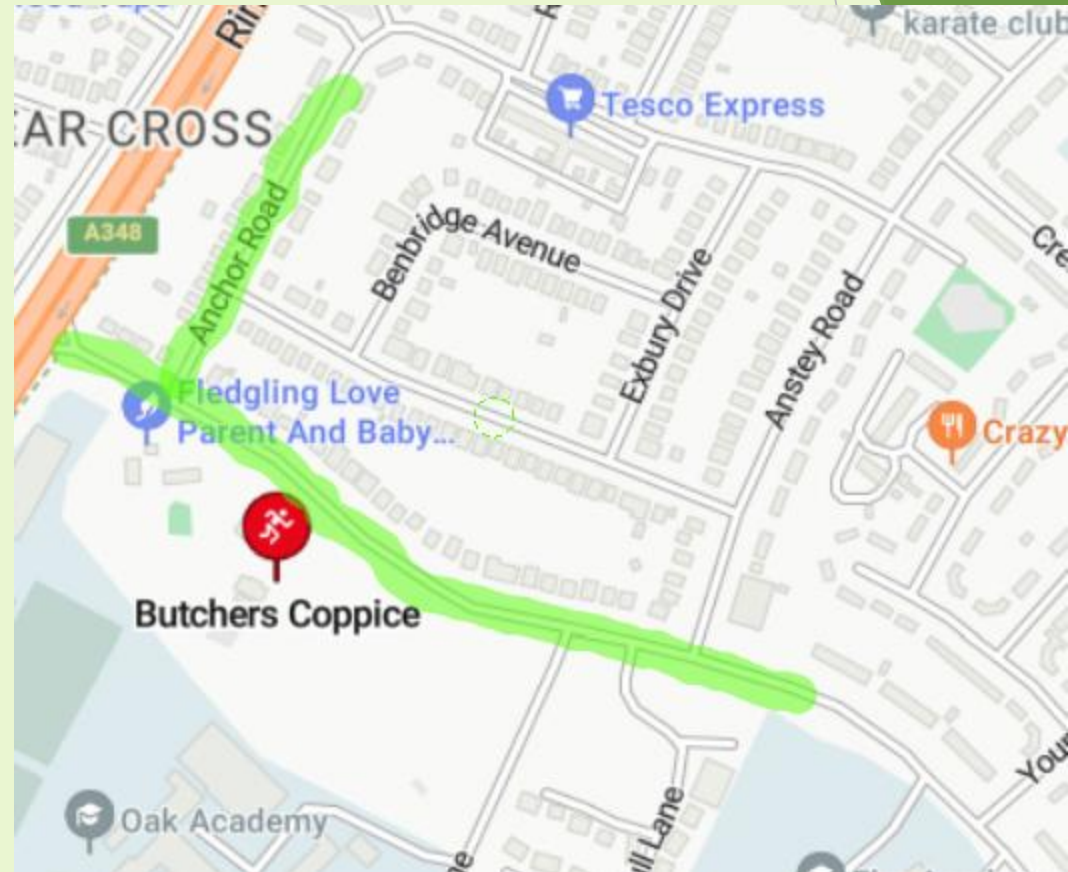 karate club
Tesco Express
EAR CROSS
A348
Anchor Road
Benbridge Avenue
Exbury Drive
Anstey Road
Fledgling Love
Parent And Baby...
Crazy
Butchers Coppice
Oak Academy